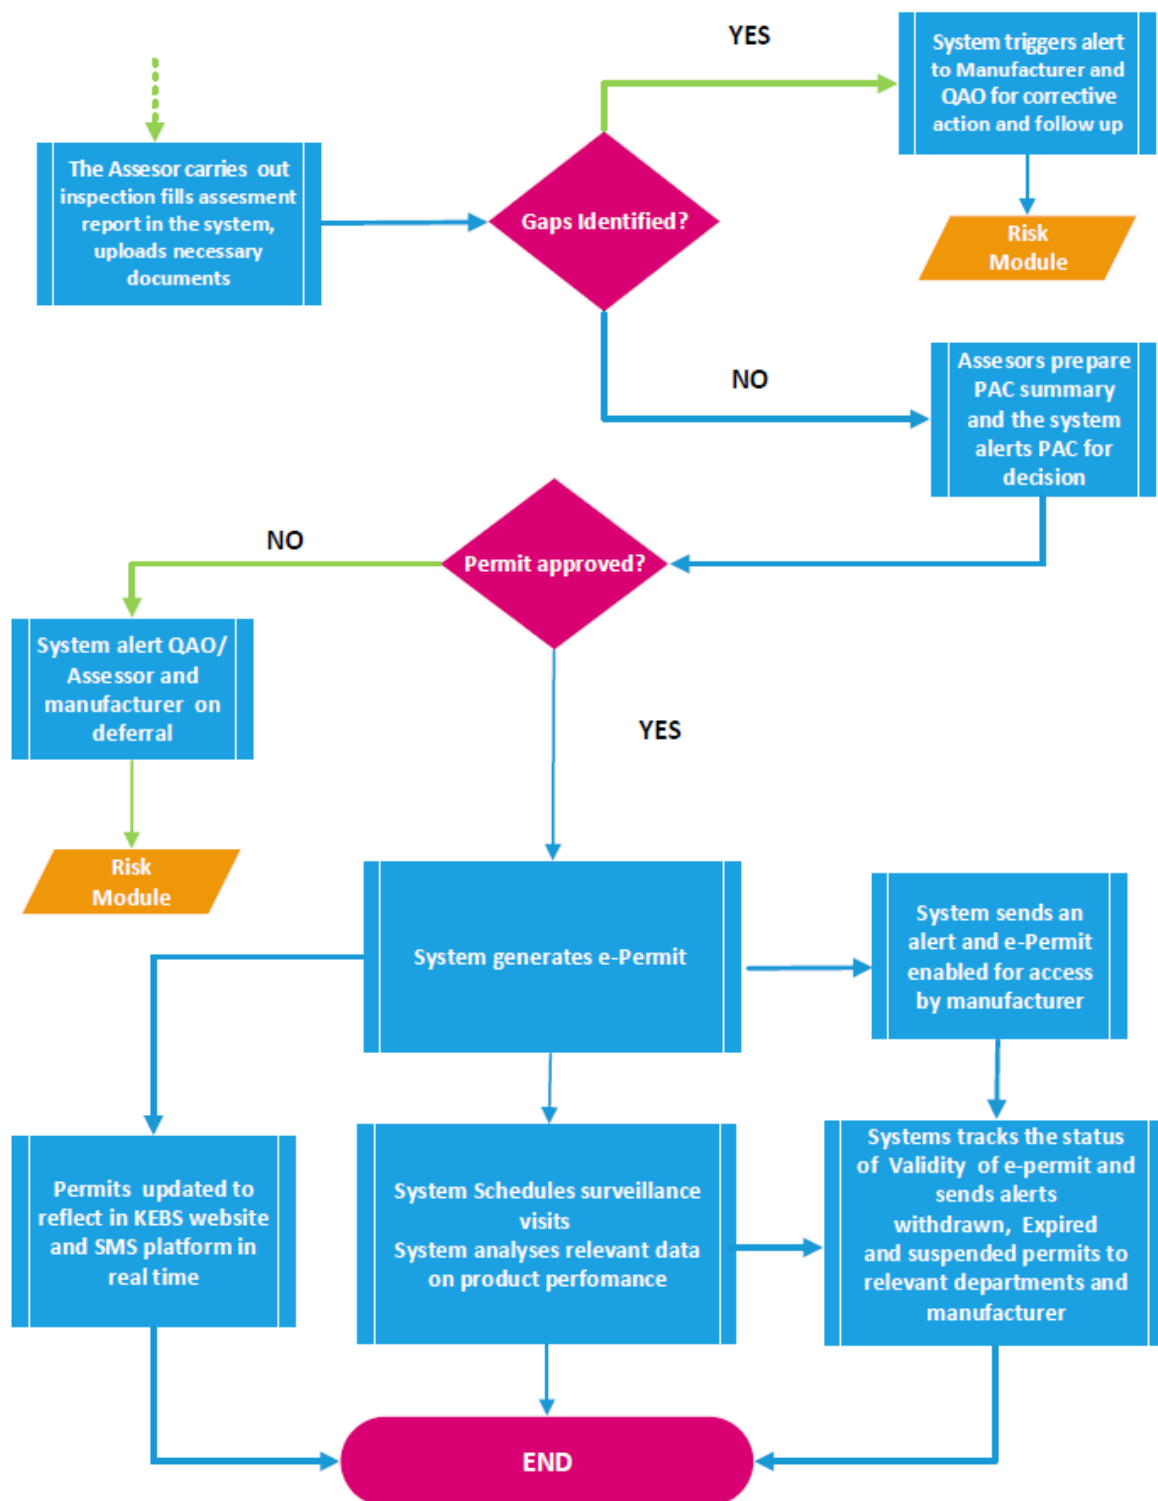 YES
System triggers alert
to Manufacturer and
QAO for corrective
action and follow up
The Assesor carries out
inspection fills assesment
report in the system,
uploads necessary
documents
Gaps Identified?
Risk
Module
NO
Assesors prepare
PAC summary
and the system
alerts PAC for
decision
NO
Permit approved?
System alert QAO/
Assessor and
manufacturer on
deferral
YES
Risk
Module
System generates e-Permit
System sends an
alert and e-Permit
enabled for access
by manufacturer
Permits updated to
reflect in KEBS website
and SMS platform in
real time
System Schedules surveillance
visits
System analyses relevant data
on product perfomance
Systems tracks the status
of Validity of e-permit and
sends alerts
withdrawn, Expired
and suspended permits to
relevant departments and
manufacturer
END